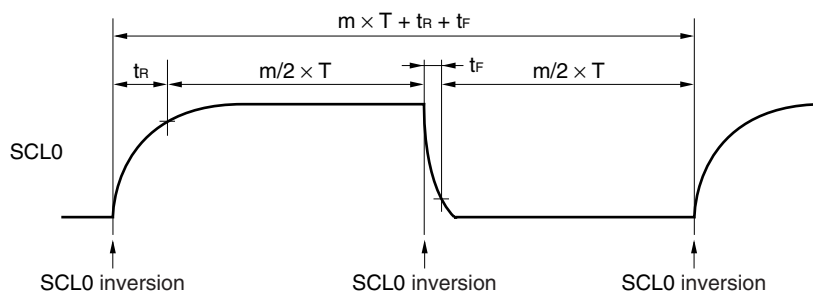 m × T + tR + tF
tR
m/2 × T
tF
m/2 × T
SCL0
SCL0 inversion
SCL0 inversion
SCL0 inversion